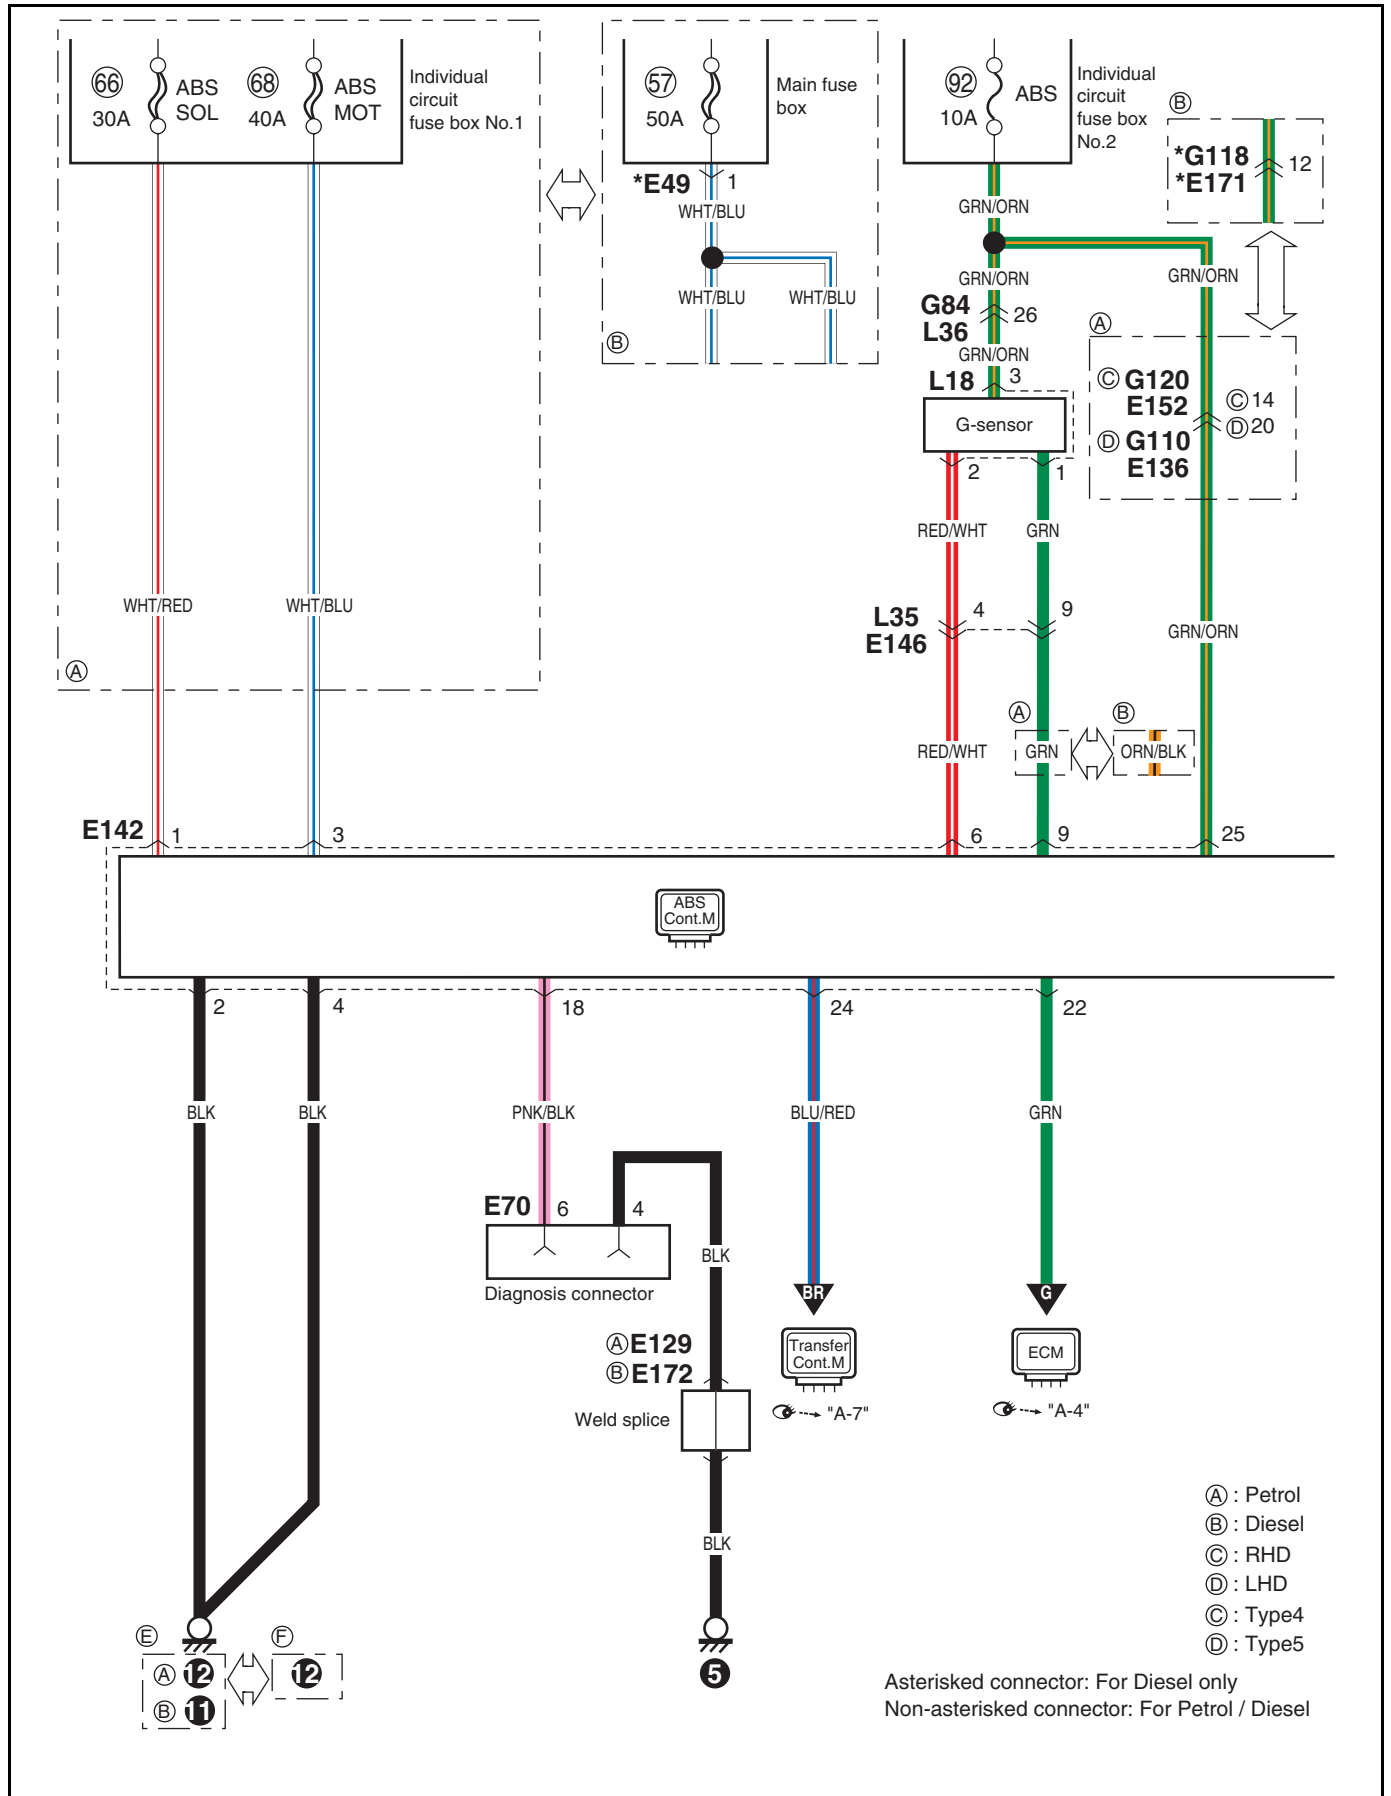 66
30A
ABS
SOL
68
40A
ABS
MOT
Individual
circuit
fuse box No.1
57
50A
Main fuse
box
92
10A
ABS
Individual
circuit
fuse box
No.2
B
*G118
*E171
12
*E49
1
WHT/BLU
WHT/BLU
WHT/BLU
B
GRN/ORN
GRN/ORN
GRN/ORN
G84
L36
26
GRN/ORN
L18
3
G-sensor
2
1
A
C G120
E152
C 14
D 20
D G110
E136
RED/WHT
GRN
WHT/RED
WHT/BLU
A
L35
E146
4
9
GRN/ORN
A
B
RED/WHT
GRN
ORN/BLK
E142
1
3
6
9
25
ABS
Cont.M
2
4
18
24
22
BLK
BLK
PNK/BLK
BLU/RED
GRN
E70
6
4
BLK
Diagnosis connector
BR
G
A E129
B E172
Transfer
Cont.M
ECM
"A-7"
"A-4"
Weld splice
BLK
A : Petrol
B : Diesel
C : RHD
D : LHD
C : Type4
D : Type5
E
F
A 12
12
B 11
5
Asterisked connector: For Diesel only
Non-asterisked connector: For Petrol / Diesel